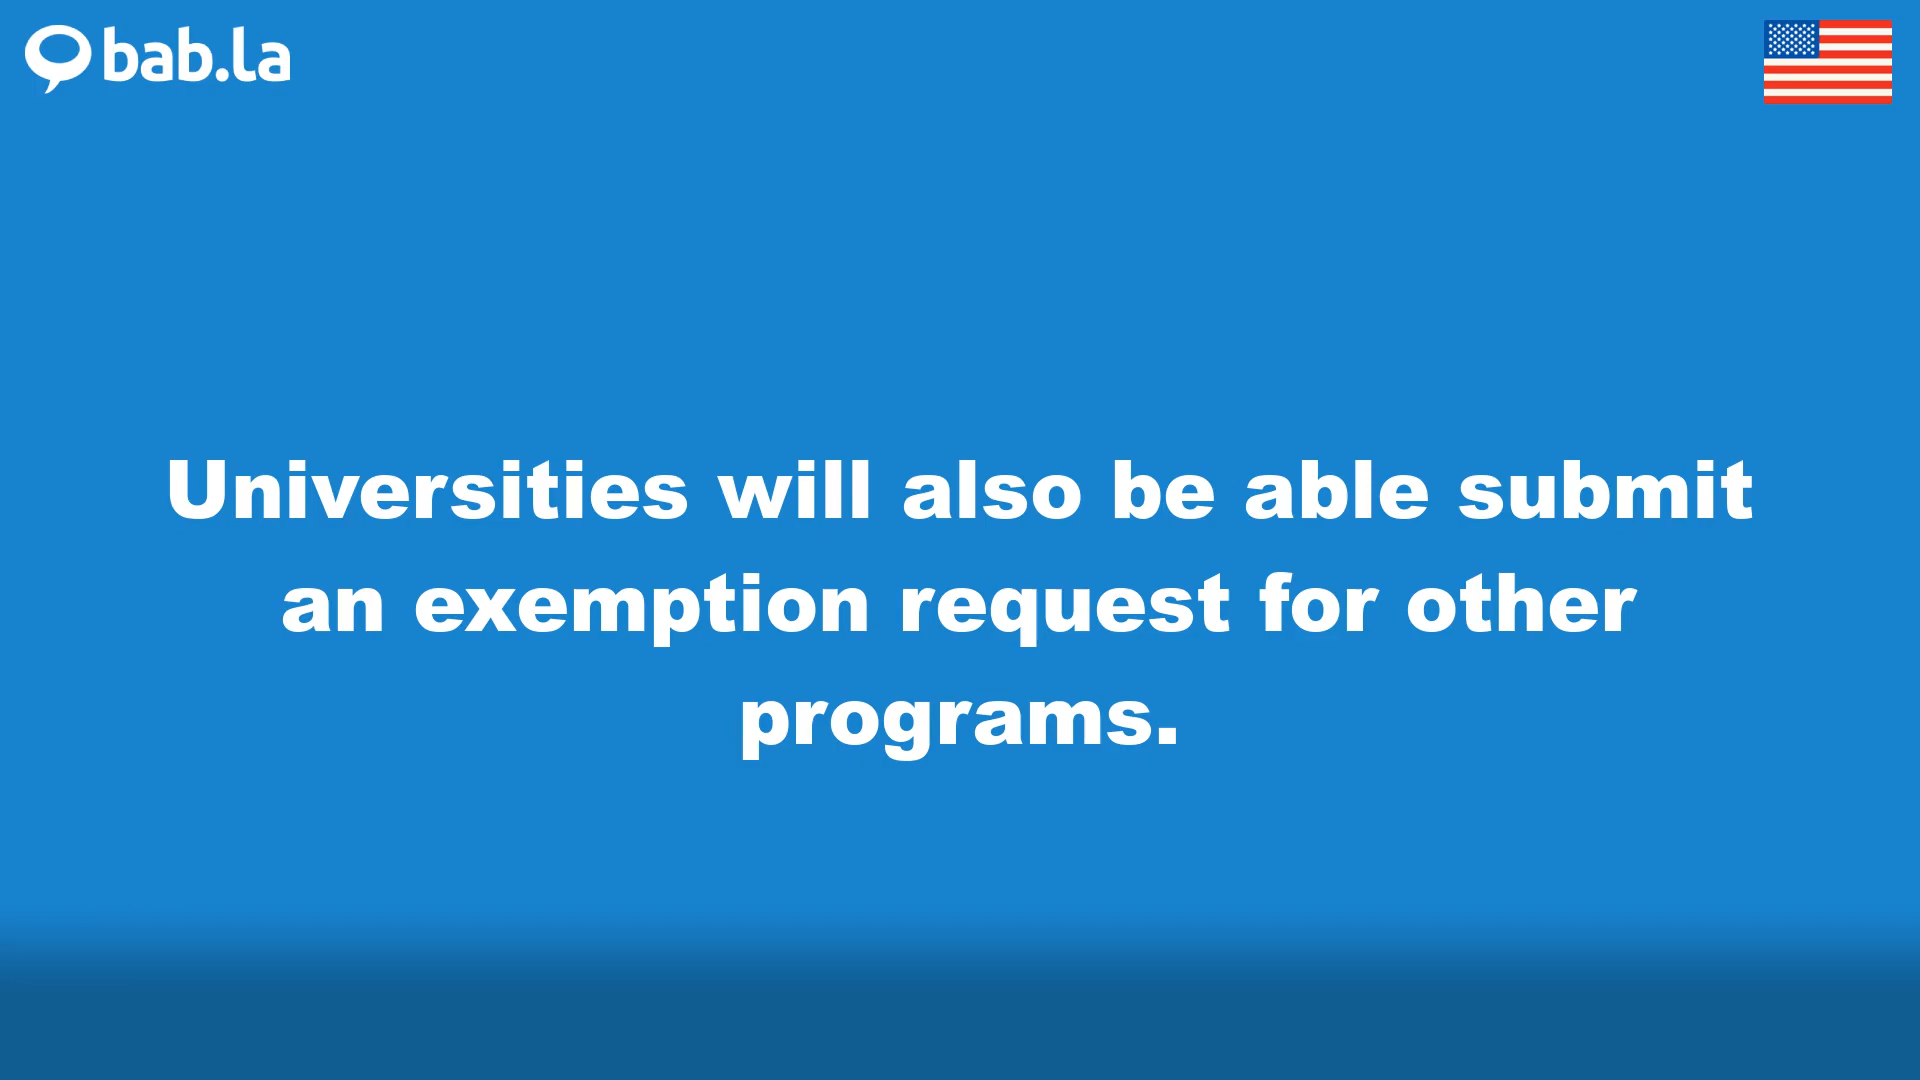 bab.la
Universities will also be able submit
an exemption request for other
programs.